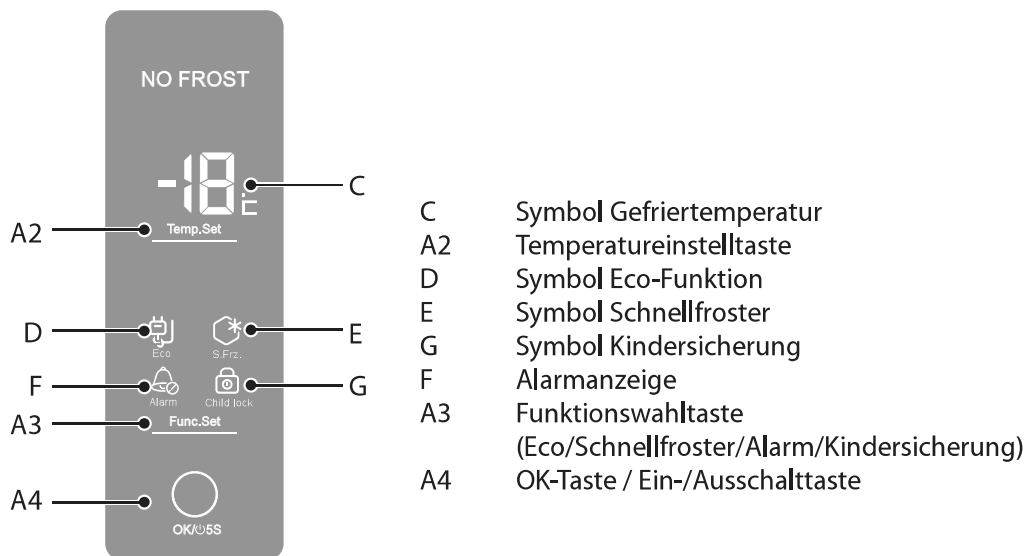 NO FROST
-18
C
A2
Temp.Set
D
Eco
S.Frz.
E
F
Alarm
Child lock
G
A3
Func.Set
A4
OK/⏻5S
C Symbol Gefriertemperatur
A2 Temperatureinstelltaste
D Symbol Eco-Funktion
E Symbol Schnellfroster
G Symbol Kindersicherung
F Alarmanzeige
A3 Funktionswahltaste
(Eco/Schnellfroster/Alarm/Kindersicherung)
A4 OK-Taste / Ein-/Ausschalttaste